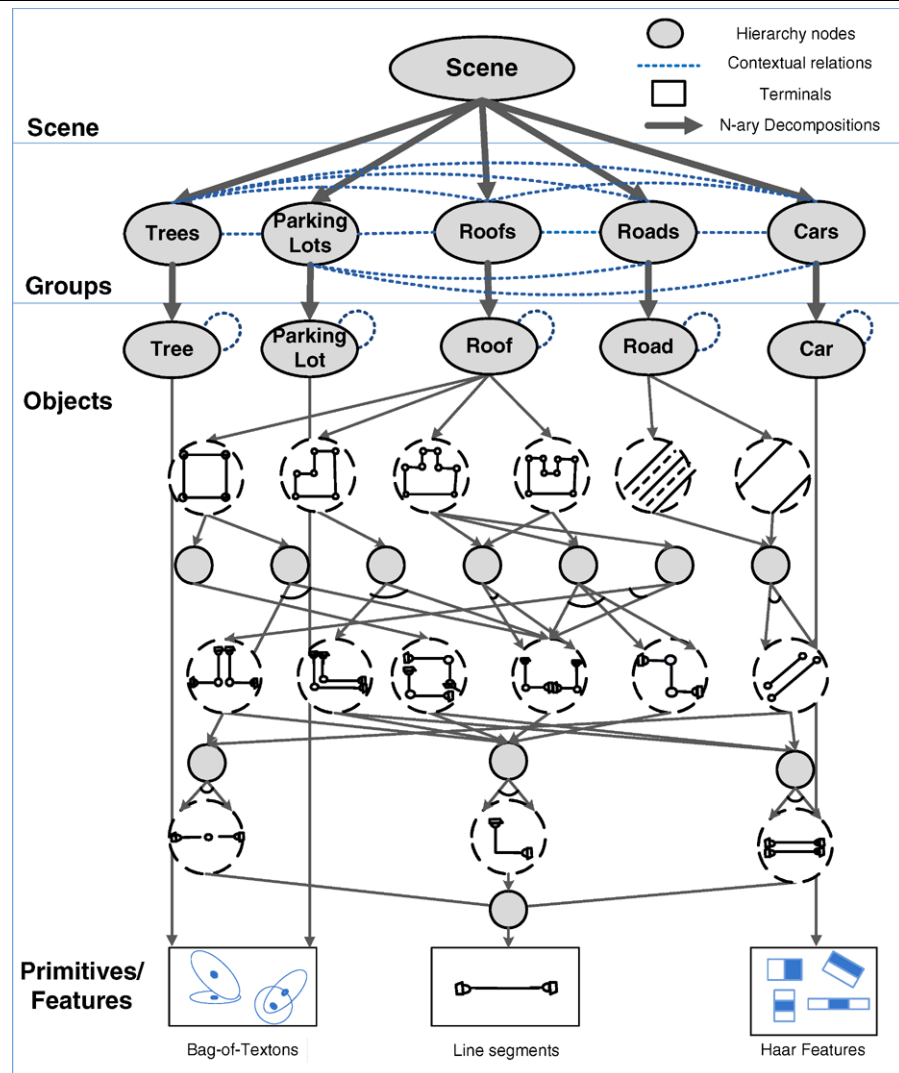 Scene
Hierarchy nodes
Contextual relations
Terminals
N-ary Decompositions
Scene
Trees
Parking
Lots
Roofs
Roads
Cars
Groups
Tree
Parking
Lot
Roof
Road
Car
Objects
Primitives/
Features
Bag-of-Textons
Line segments
Haar Features